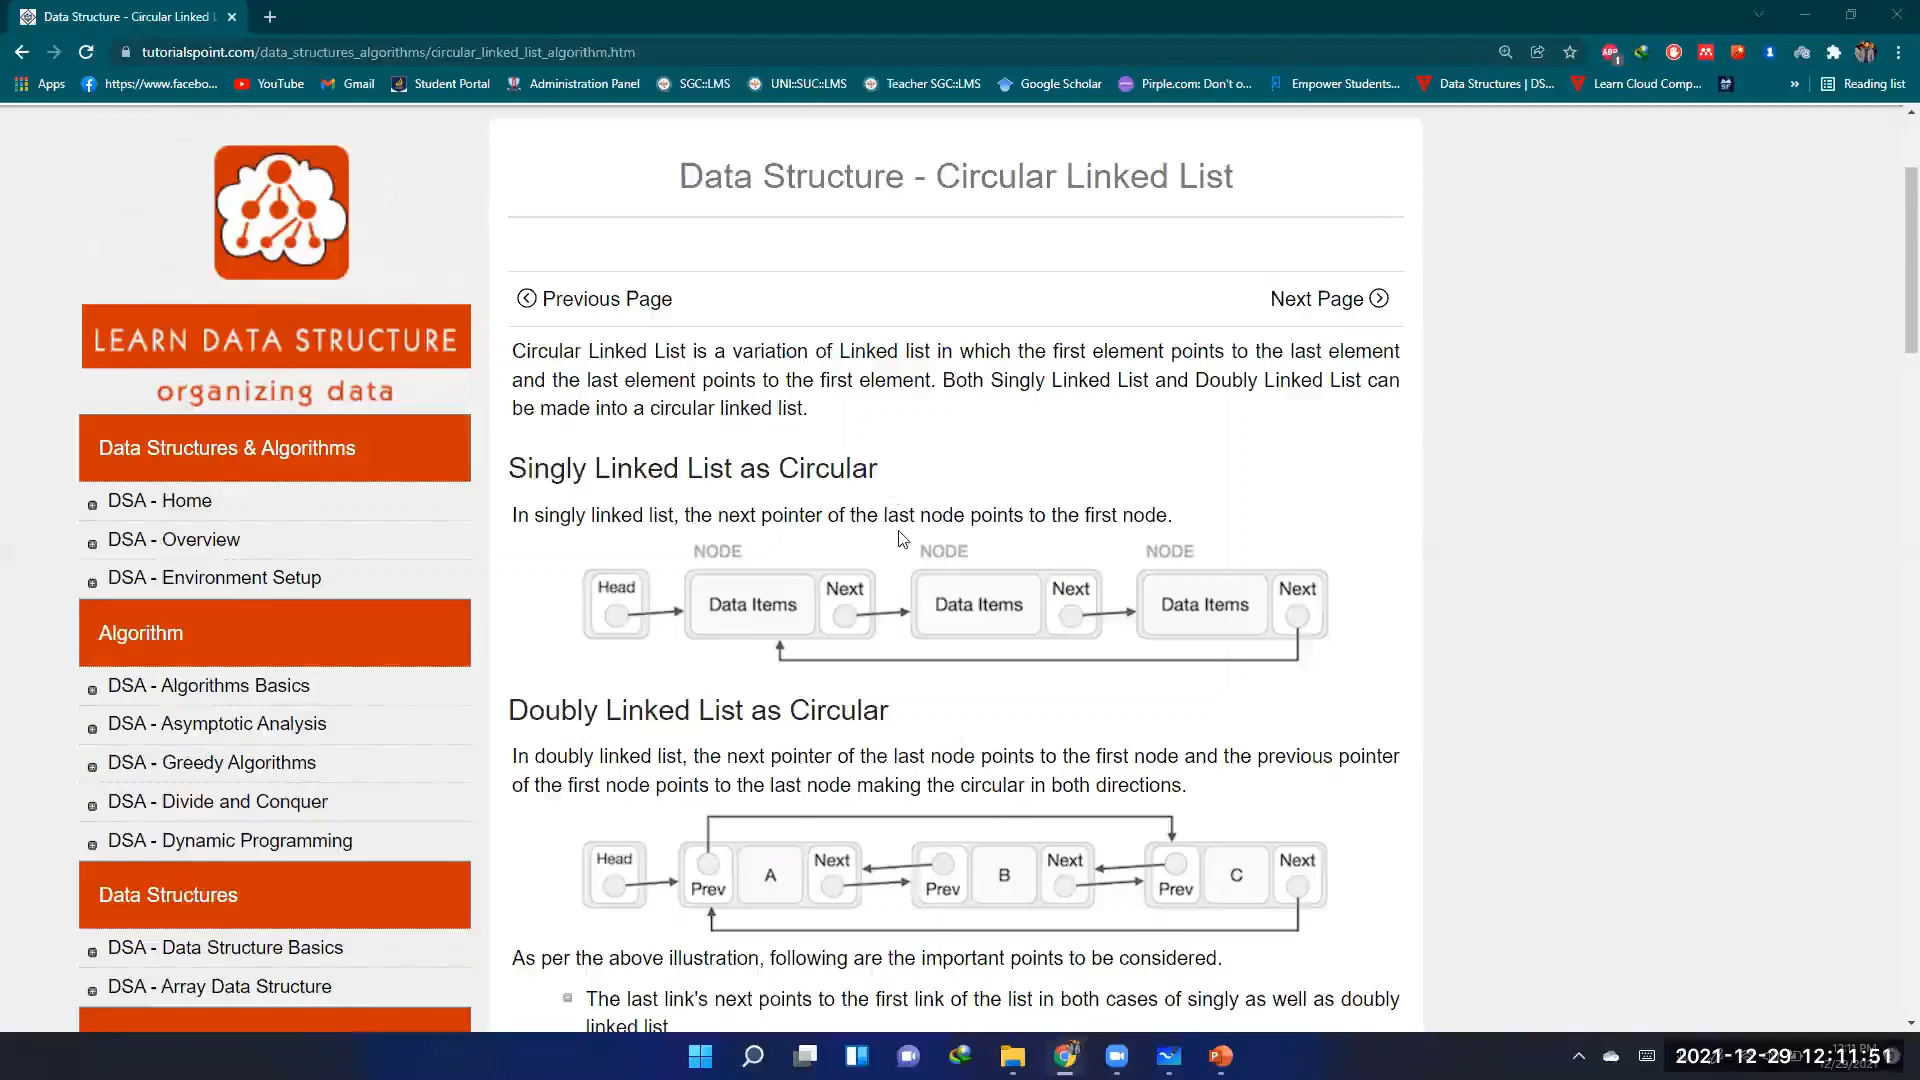 Data Structure - Circular Linked L
tutorialspoint.com/data_structures_algorithms/circular_linked_list_algorithm.htm
Apps https://www.facebo... YouTube Gmail Student Portal Administration Panel SGC::LMS UNI::SUC::LMS Teacher SGC::LMS Google Scholar Pirple.com: Don't o... Empower Students... Data Structures | DS... Learn Cloud Comp... » Reading list
LEARN DATA STRUCTURE
organizing data
Data Structures & Algorithms
DSA - Home
DSA - Overview
DSA - Environment Setup
Algorithm
DSA - Algorithms Basics
DSA - Asymptotic Analysis
DSA - Greedy Algorithms
DSA - Divide and Conquer
DSA - Dynamic Programming
Data Structures
DSA - Data Structure Basics
DSA - Array Data Structure
Data Structure - Circular Linked List
Previous Page Next Page
Circular Linked List is a variation of Linked list in which the first element points to the last element
and the last element points to the first element. Both Singly Linked List and Doubly Linked List can
be made into a circular linked list.
Singly Linked List as Circular
In singly linked list, the next pointer of the last node points to the first node.
NODE NODE NODE
Head Data Items Next Data Items Next Data Items Next
Doubly Linked List as Circular
In doubly linked list, the next pointer of the last node points to the first node and the previous pointer
of the first node points to the last node making the circular in both directions.
Head Prev A Next Prev B Next Prev C Next
As per the above illustration, following are the important points to be considered.
The last link's next points to the first link of the list in both cases of singly as well as doubly
linked list
2021-12-29 12:11:51